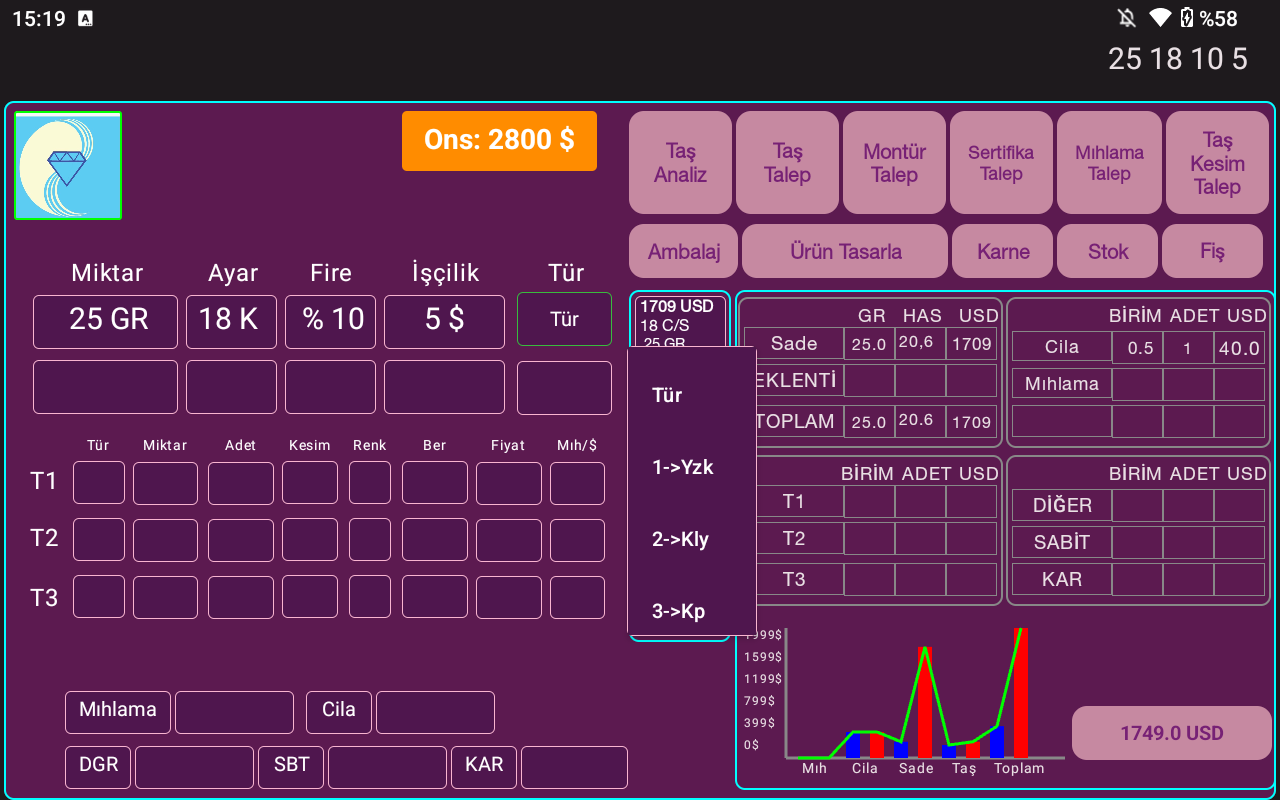 15:19 A %58
25 18 10 5
Ons: 2800 $
Taş Analiz
Taş Talep
Montür Talep
Sertifika Talep
Mıhlama Talep
Taş Kesim Talep
Ambalaj Ürün Tasarla Karne Stok Fiş
Miktar Ayar Fire İşçilik Tür
25 GR 18 K % 10 5 $ Tür
Tür Miktar Adet Kesim Renk Ber Fiyat Mıh/$
T1
T2
T3
Mıhlama Cila
DGR SBT KAR
1709 USD
18 C/S
25 GR
Tür
1->Yzk
2->Kly
3->Kp
GR HAS USD
Sade 25.0 20,6 1709
EKLENTİ
TOPLAM 25.0 20.6 1709
BİRİM ADET USD
Cila 0.5 1 40.0
Mıhlama
BİRİM ADET USD
T1
T2
T3
BİRİM ADET USD
DİĞER
SABİT
KAR
1999$
1599$
1199$
799$
399$
0$
Mıh Cila Sade Taş Toplam
1749.0 USD